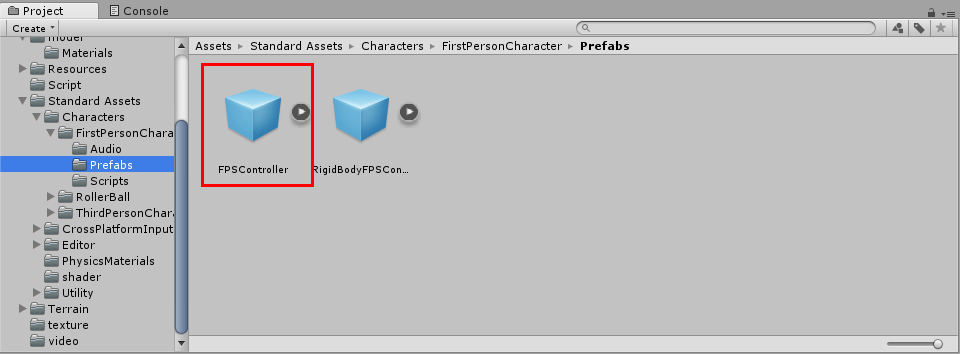 Project
Console
Create
Assets ▸ Standard Assets ▸ Characters ▸ FirstPersonCharacter ▸ Prefabs
model
Materials
Resources
Script
Standard Assets
Characters
FirstPersonChara
Audio
Prefabs
Scripts
RollerBall
ThirdPersonChara
CrossPlatformInput
Editor
PhysicsMaterials
shader
Utility
Terrain
texture
video
FPSController
RigidBodyFPSCon...